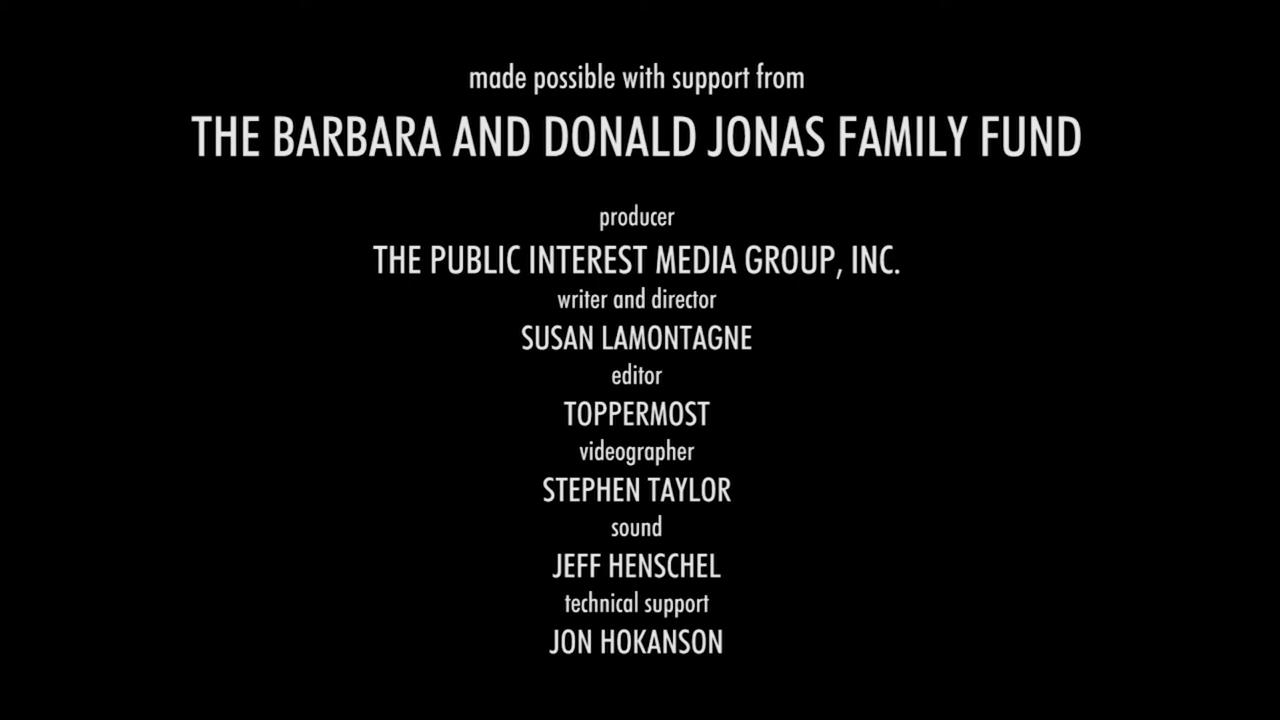 made possible with support from
THE BARBARA AND DONALD JONAS FAMILY FUND
producer
THE PUBLIC INTEREST MEDIA GROUP, INC.
writer and director
SUSAN LAMONTAGNE
editor
TOPPERMOST
videographer
STEPHEN TAYLOR
sound
JEFF HENSCHEL
technical support
JON HOKANSON